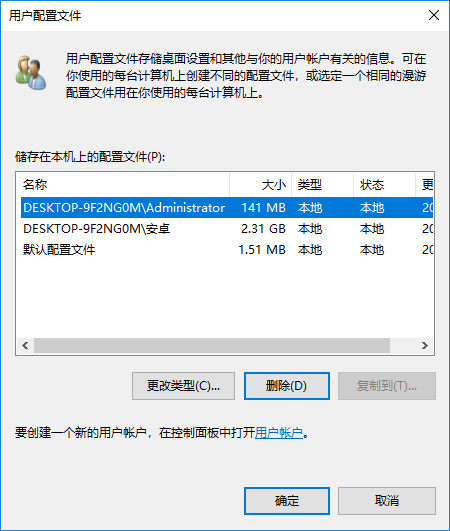 用户配置文件
用户配置文件存储桌面设置和其他与你的用户帐户有关的信息。可在
你使用的每台计算机上创建不同的配置文件，或选定一个相同的漫游
配置文件用在你使用的每台计算机上。
储存在本机上的配置文件(P):
名称 大小 类型 状态 更
DESKTOP-9F2NG0M\Administrator 141 MB 本地 本地 20
DESKTOP-9F2NG0M\安卓 2.31 GB 本地 本地 20
默认配置文件 1.51 MB 本地 本地 20
更改类型(C)... 删除(D) 复制到(T)...
要创建一个新的用户帐户，在控制面板中打开用户帐户。
确定 取消